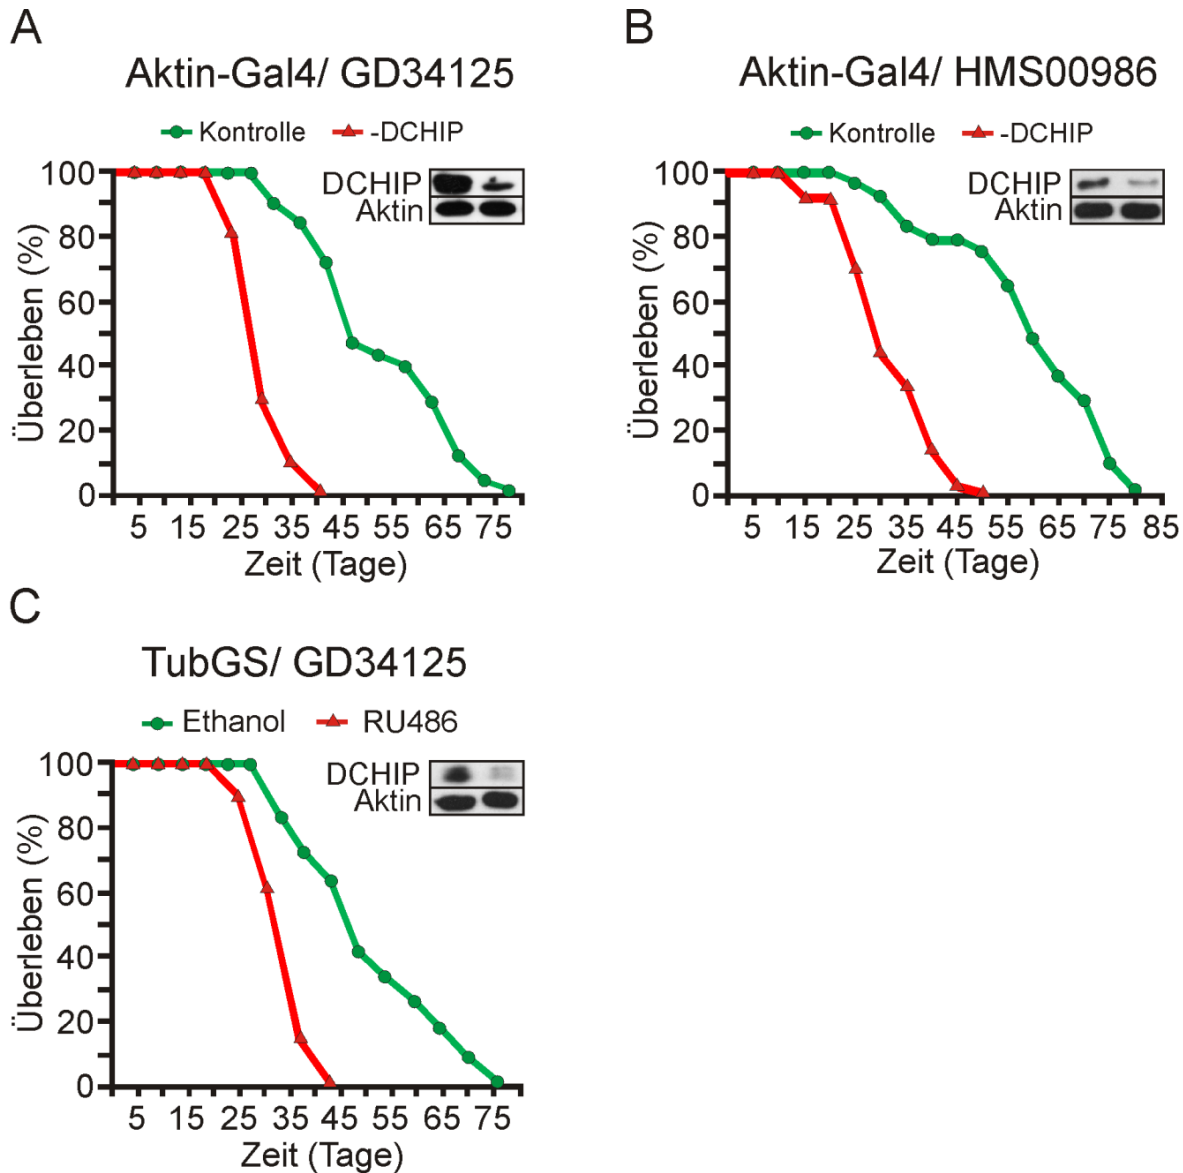 A
Aktin-Gal4/ GD34125
Kontrolle -DCHIP
DCHIP
Aktin
Überleben (%)
100
80
60
40
20
0
5 15 25 35 45 55 65 75
Zeit (Tage)
B
Aktin-Gal4/ HMS00986
Kontrolle -DCHIP
DCHIP
Aktin
Überleben (%)
100
80
60
40
20
0
5 15 25 35 45 55 65 75 85
Zeit (Tage)
C
TubGS/ GD34125
Ethanol RU486
DCHIP
Aktin
Überleben (%)
100
80
60
40
20
0
5 15 25 35 45 55 65 75
Zeit (Tage)